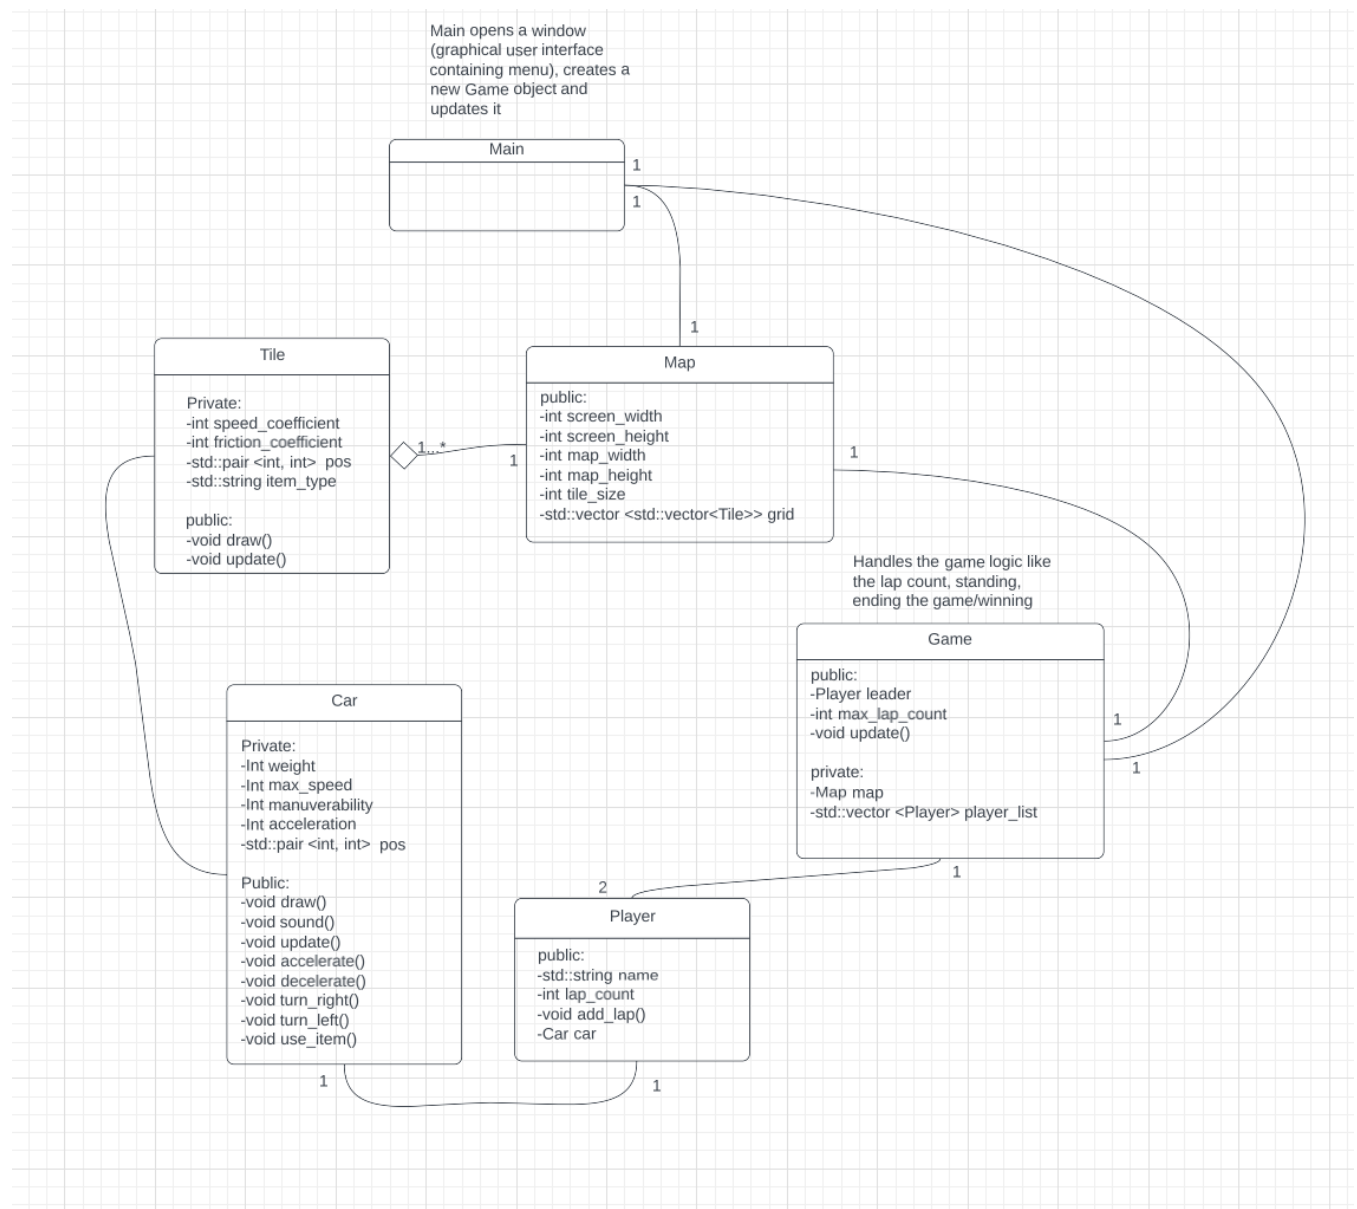 Main opens a window
(graphical user interface
containing menu), creates a
new Game object and
updates it
Main
1
1
1
Tile
Private:
-int speed_coefficient
-int friction_coefficient
-std::pair <int, int>  pos
-std::string item_type
public:
-void draw()
-void update()
1...*
1
Map
public:
-int screen_width
-int screen_height
-int map_width
-int map_height
-int tile_size
-std::vector <std::vector<Tile>> grid
1
Handles the game logic like
the lap count, standing,
ending the game/winning
Game
public:
-Player leader
-int max_lap_count
-void update()
private:
-Map map
-std::vector <Player> player_list
1
1
1
2
Car
Private:
-Int weight
-Int max_speed
-Int manuverability
-Int acceleration
-std::pair <int, int>  pos
Public:
-void draw()
-void sound()
-void update()
-void accelerate()
-void decelerate()
-void turn_right()
-void turn_left()
-void use_item()
1
Player
public:
-std::string name
-int lap_count
-void add_lap()
-Car car
1